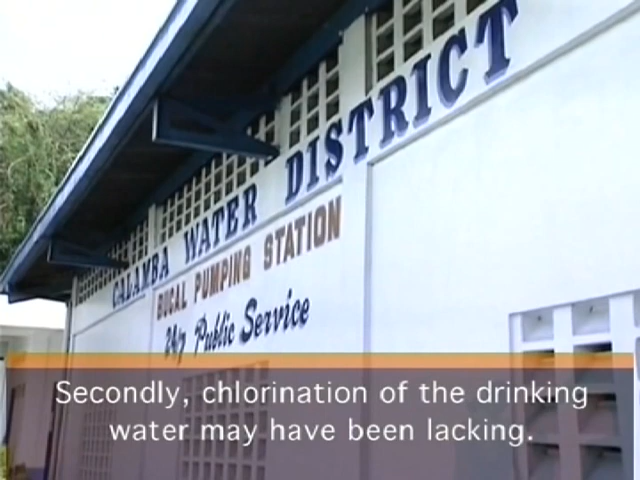 CALAMBA WATER DISTRICT
BUCAL PUMPING STATION
24/7 Public Service
Secondly, chlorination of the drinking
water may have been lacking.